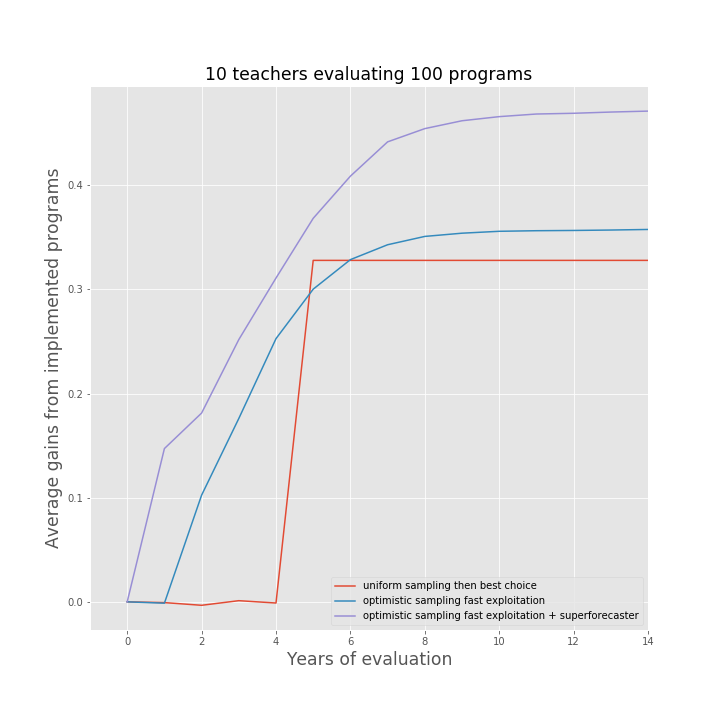 10 teachers evaluating 100 programs
Average gains from implemented programs
0.4
0.3
0.2
0.1
0.0
uniform sampling then best choice
optimistic sampling fast exploitation
optimistic sampling fast exploitation + superforecaster
0 2 4 6 8 10 12 14
Years of evaluation